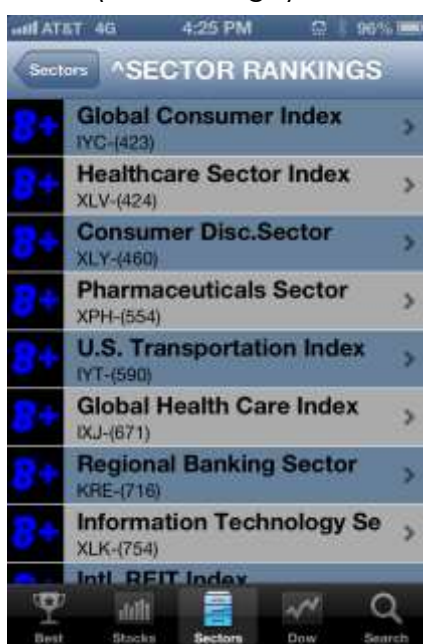 AT&T 4G 4:25 PM 96%
Sectors ^SECTOR RANKINGS
8+ Global Consumer Index
IYC-(423)
8+ Healthcare Sector Index
XLV-(424)
8+ Consumer Disc.Sector
XLY-(460)
8+ Pharmaceuticals Sector
XPH-(554)
8+ U.S. Transportation Index
IYT-(590)
8+ Global Health Care Index
IXJ-(671)
8+ Regional Banking Sector
KRE-(716)
8+ Information Technology Se
XLK-(754)
Intl. REIT Index
Best Stocks Sectors Dow Search